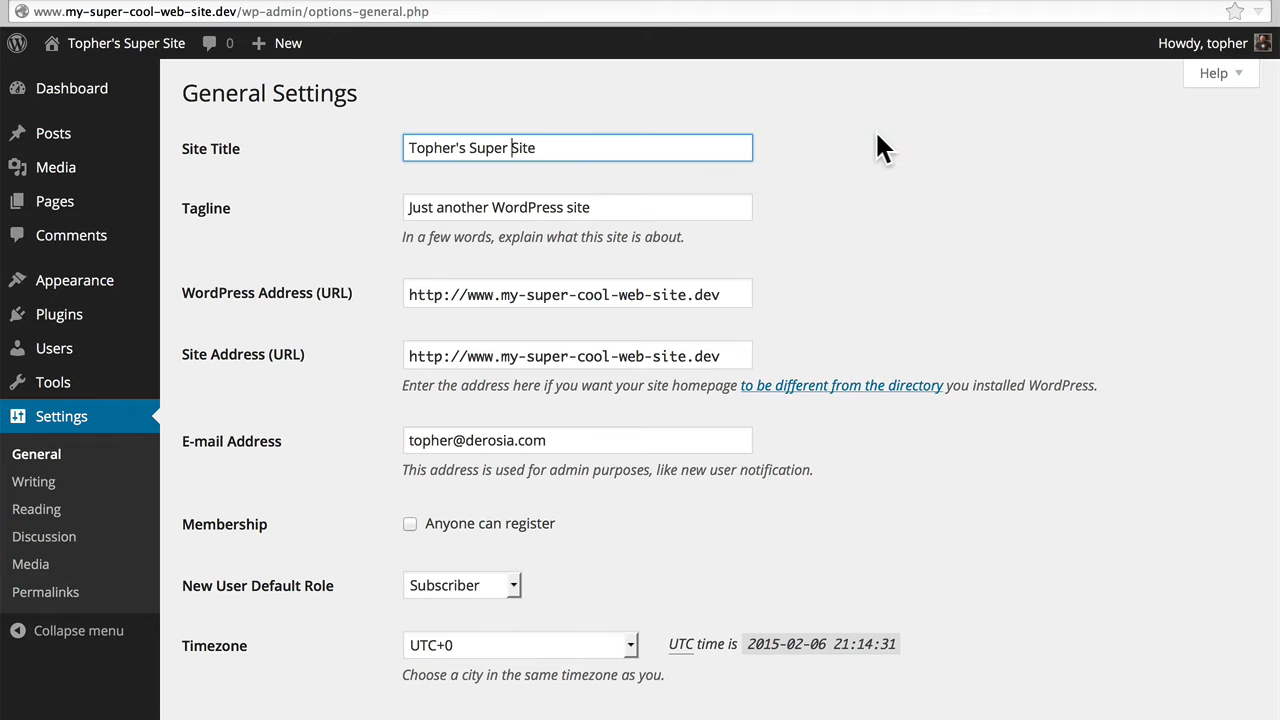 www.my-super-cool-web-site.dev/wp-admin/options-general.php
Topher's Super Site 0 New Howdy, topher
Help
Dashboard
Posts
Media
Pages
Comments
Appearance
Plugins
Users
Tools
Settings
General
Writing
Reading
Discussion
Media
Permalinks
Collapse menu
General Settings
Site Title Topher's Super Site
Tagline Just another WordPress site
In a few words, explain what this site is about.
WordPress Address (URL) http://www.my-super-cool-web-site.dev
Site Address (URL) http://www.my-super-cool-web-site.dev
Enter the address here if you want your site homepage to be different from the directory you installed WordPress.
E-mail Address topher@derosia.com
This address is used for admin purposes, like new user notification.
Membership Anyone can register
New User Default Role Subscriber
Timezone UTC+0 UTC time is 2015-02-06 21:14:31
Choose a city in the same timezone as you.